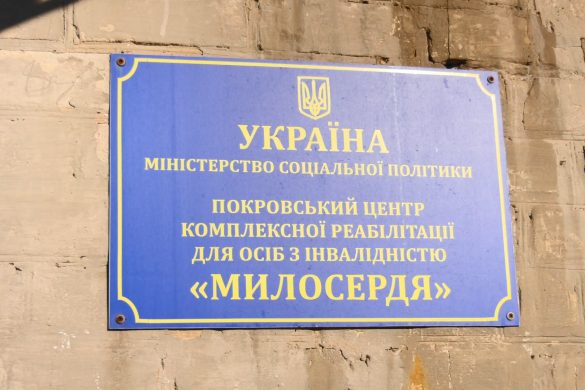 УКРАЇНА
МІНІСТЕРСТВО СОЦІАЛЬНОЇ ПОЛІТИКИ
ПОКРОВСЬКИЙ ЦЕНТР
КОМПЛЕКСНОЇ РЕАБІЛІТАЦІЇ
ДЛЯ ОСІБ З ІНВАЛІДНІСТЮ
«МИЛОСЕРДЯ»